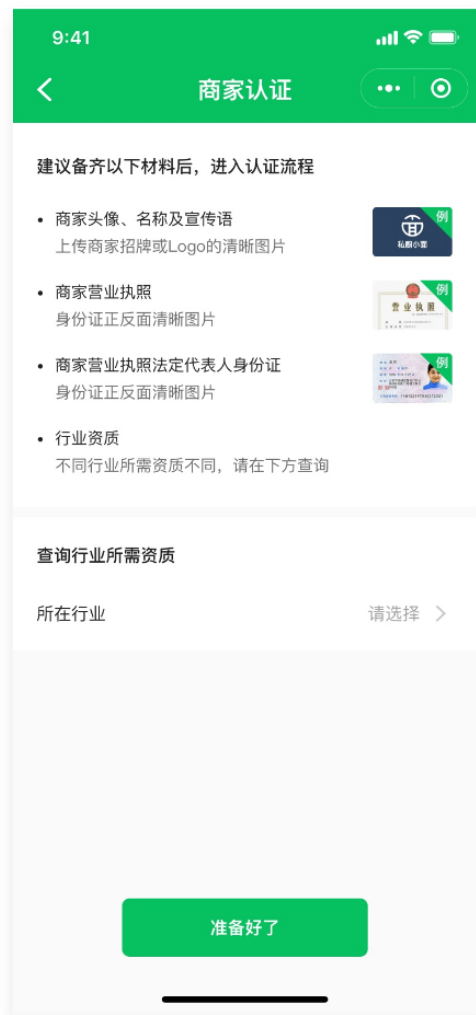 9:41
商家认证
建议备齐以下材料后，进入认证流程
• 商家头像、名称及宣传语
上传商家招牌或Logo的清晰图片
例
私厨小面
• 商家营业执照
身份证正反面清晰图片
例
营业执照
• 商家营业执照法定代表人身份证
身份证正反面清晰图片
例
• 行业资质
不同行业所需资质不同，请在下方查询
查询行业所需资质
所在行业
请选择
准备好了